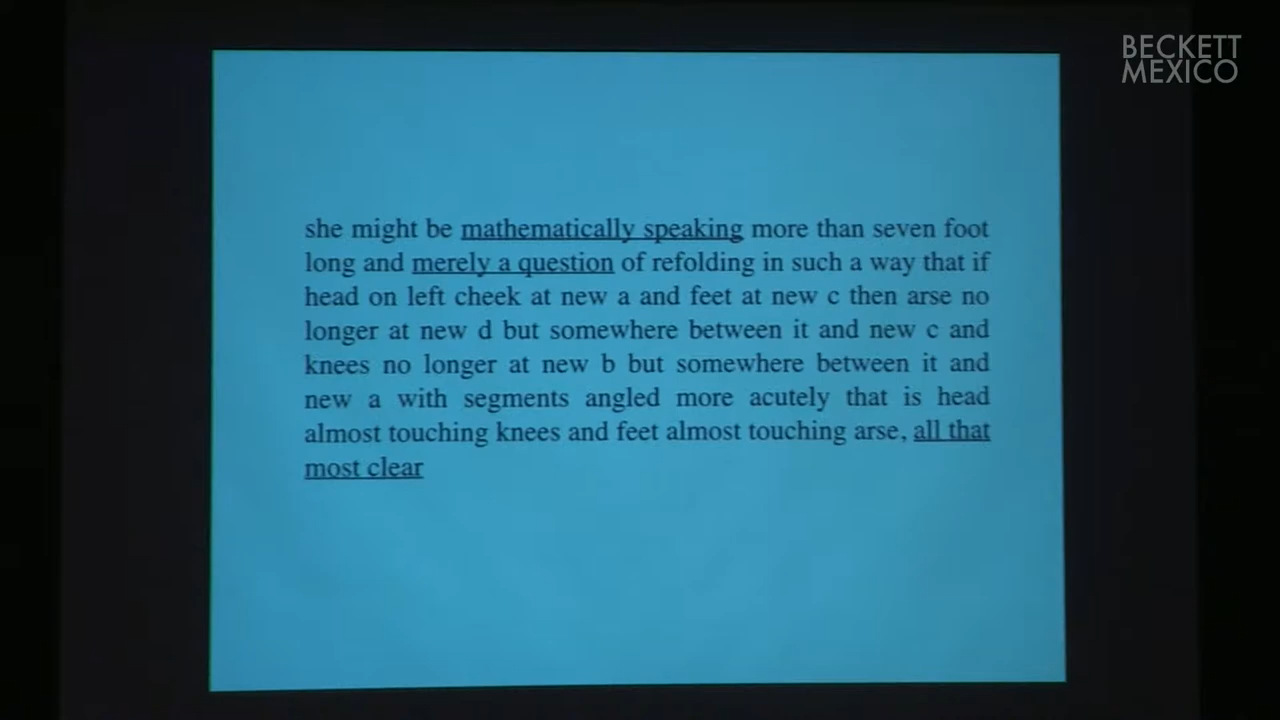 BECKETT
MEXICO
she might be mathematically speaking more than seven foot
long and merely a question of refolding in such a way that if
head on left cheek at new a and feet at new c then arse no
longer at new d but somewhere between it and new c and
knees no longer at new b but somewhere between it and
new a with segments angled more acutely that is head
almost touching knees and feet almost touching arse, all that
most clear